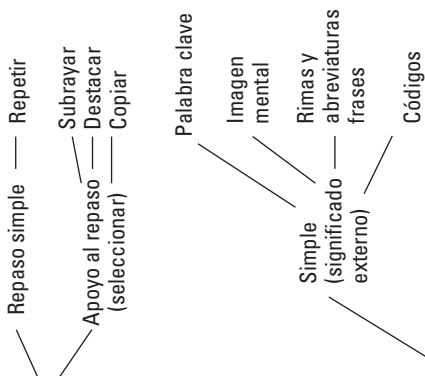 Repaso simple
Repetir
Apoyo al repaso
(seleccionar)
Subrayar
Destacar
Copiar
Simple
(significado
externo)
Palabra clave
Imagen
mental
Rimas y
abreviaturas
frases
Códigos